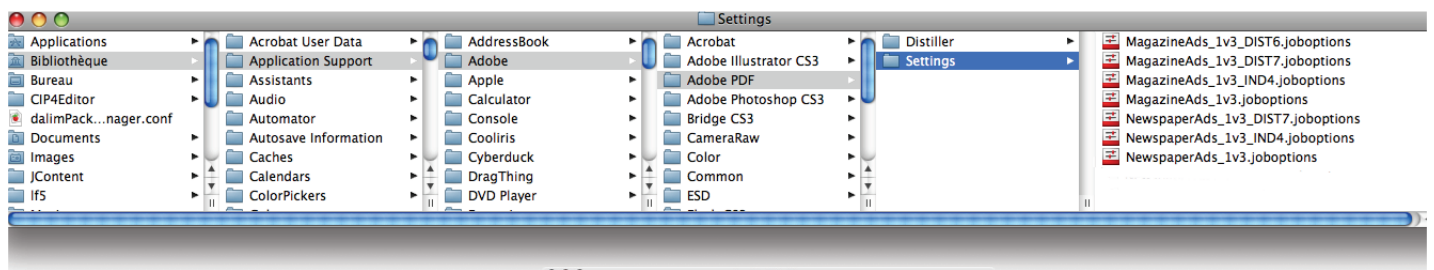 Settings
Applications
Bibliothèque
Bureau
CIP4Editor
dalimPack...nager.conf
Documents
Images
JContent
lf5
Acrobat User Data
Application Support
Assistants
Audio
Automator
Autosave Information
Caches
Calendars
ColorPickers
AddressBook
Adobe
Apple
Calculator
Console
Cooliris
Cyberduck
DragThing
DVD Player
Acrobat
Adobe Illustrator CS3
Adobe PDF
Adobe Photoshop CS3
Bridge CS3
CameraRaw
Color
Common
ESD
Distiller
Settings
MagazineAds_1v3_DIST6.joboptions
MagazineAds_1v3_DIST7.joboptions
MagazineAds_1v3_IND4.joboptions
MagazineAds_1v3.joboptions
NewspaperAds_1v3_DIST7.joboptions
NewspaperAds_1v3_IND4.joboptions
NewspaperAds_1v3.joboptions